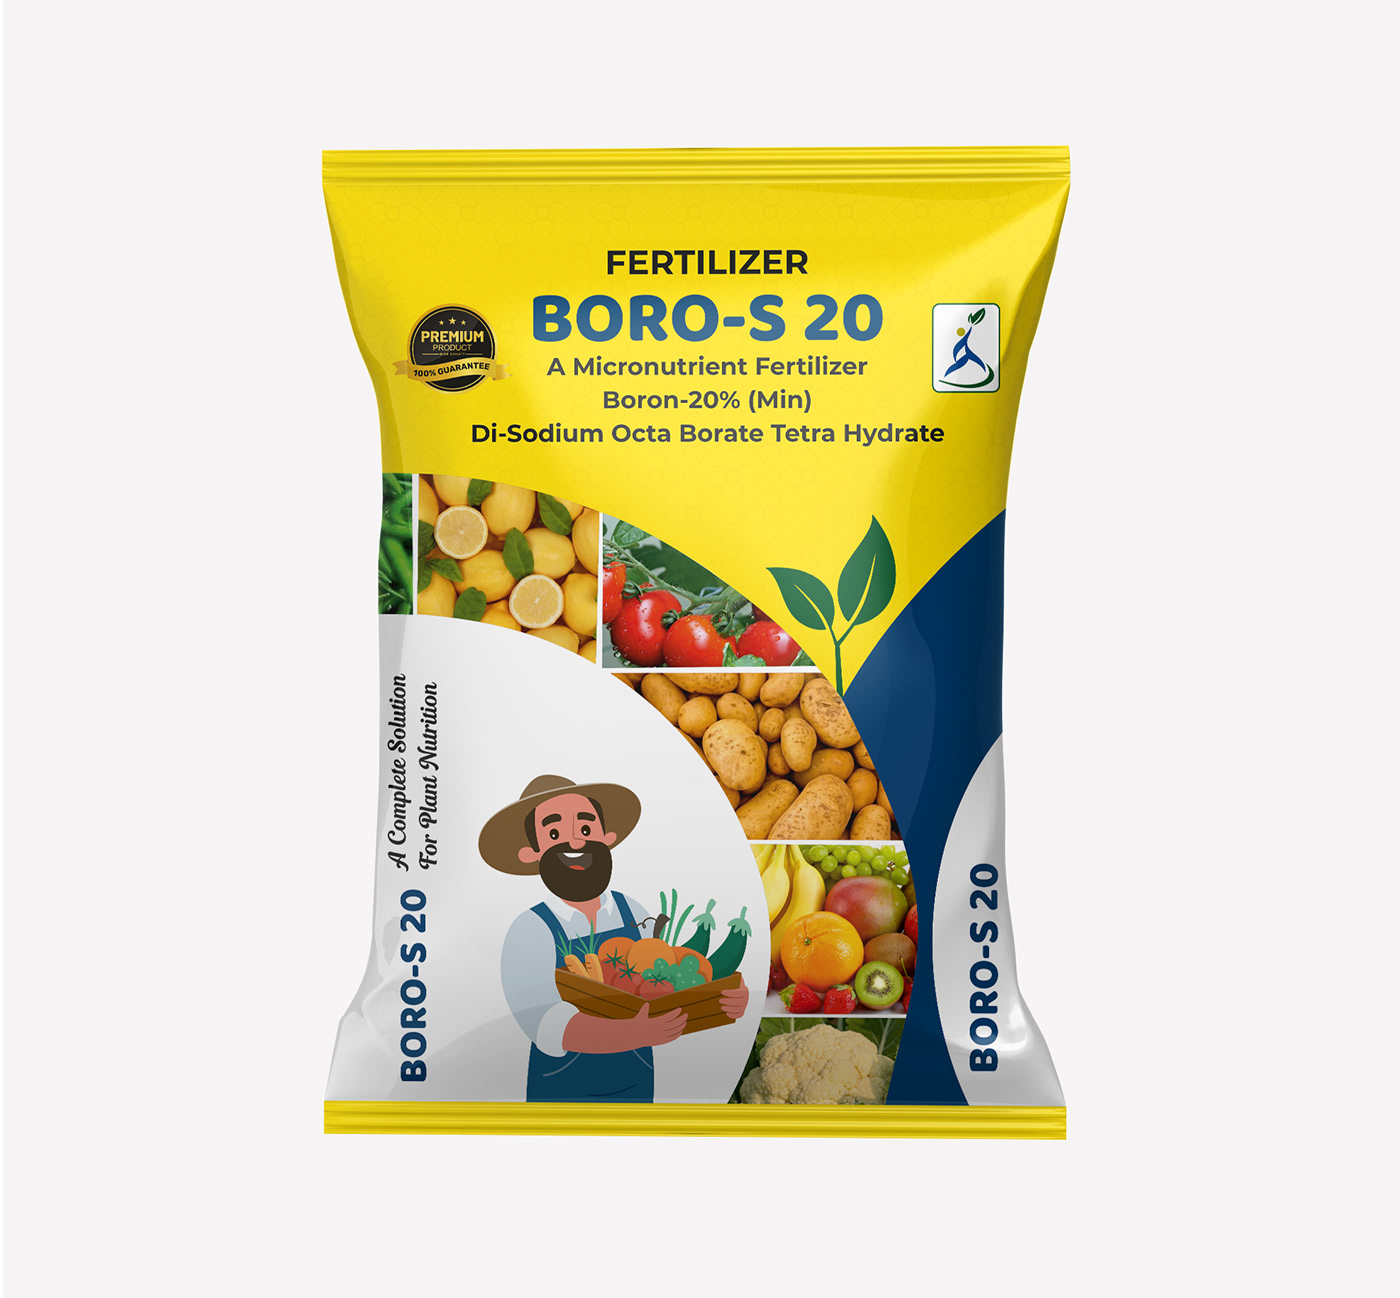 FERTILIZER
BORO-S 20
A Micronutrient Fertilizer
Boron-20% (Min)
Di-Sodium Octa Borate Tetra Hydrate
PREMIUM
PRODUCT
100% GUARANTEE
A Complete Solution
For Plant Nutrition
BORO-S 20
BORO-S 20